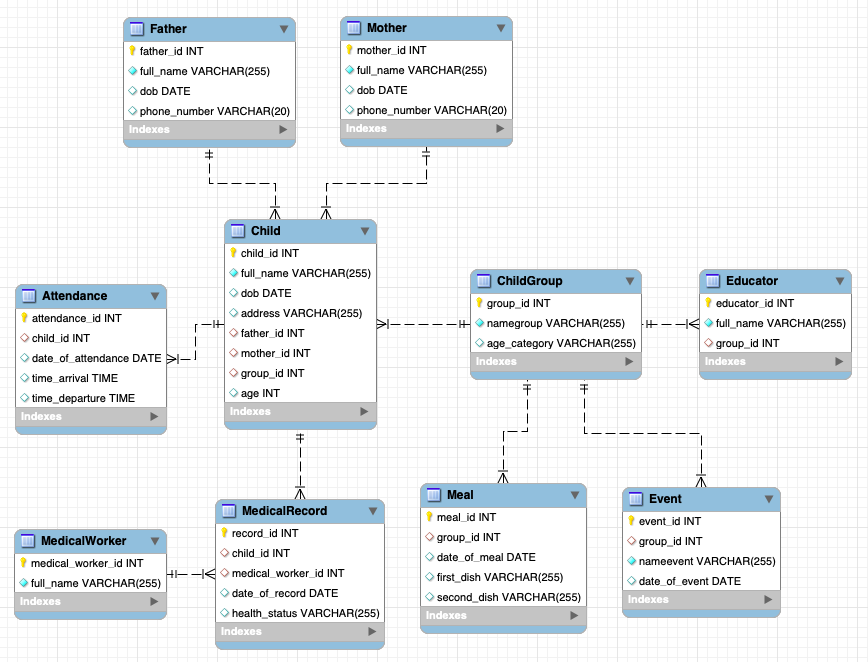 Father
father_id INT
full_name VARCHAR(255)
dob DATE
phone_number VARCHAR(20)
Indexes
Mother
mother_id INT
full_name VARCHAR(255)
dob DATE
phone_number VARCHAR(20)
Indexes
Child
child_id INT
full_name VARCHAR(255)
dob DATE
address VARCHAR(255)
father_id INT
mother_id INT
group_id INT
age INT
Indexes
Attendance
attendance_id INT
child_id INT
date_of_attendance DATE
time_arrival TIME
time_departure TIME
Indexes
ChildGroup
group_id INT
namegroup VARCHAR(255)
age_category VARCHAR(255)
Indexes
Educator
educator_id INT
full_name VARCHAR(255)
group_id INT
Indexes
MedicalWorker
medical_worker_id INT
full_name VARCHAR(255)
Indexes
MedicalRecord
record_id INT
child_id INT
medical_worker_id INT
date_of_record DATE
health_status VARCHAR(255)
Indexes
Meal
meal_id INT
group_id INT
date_of_meal DATE
first_dish VARCHAR(255)
second_dish VARCHAR(255)
Indexes
Event
event_id INT
group_id INT
nameevent VARCHAR(255)
date_of_event DATE
Indexes